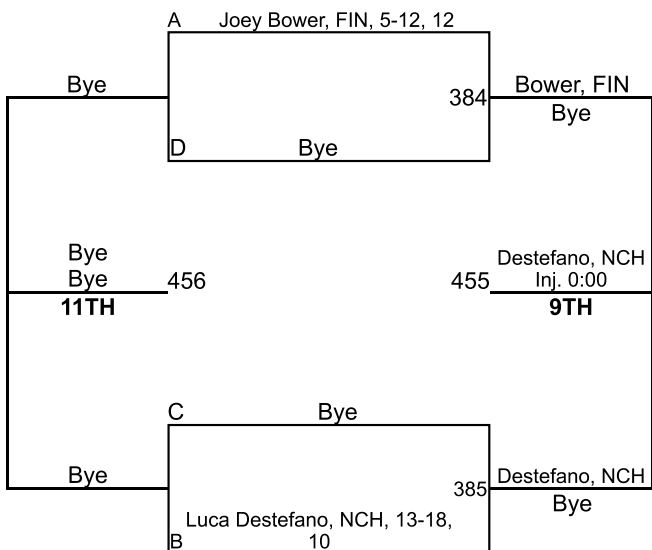 A Joey Bower, FIN, 5-12, 12
Bye
384
Bower, FIN
Bye
D Bye
Bye
Bye
11TH
456
455
Destefano, NCH
Inj. 0:00
9TH
C Bye
Bye
385
Destefano, NCH
Bye
Luca Destefano, NCH, 13-18,
B 10